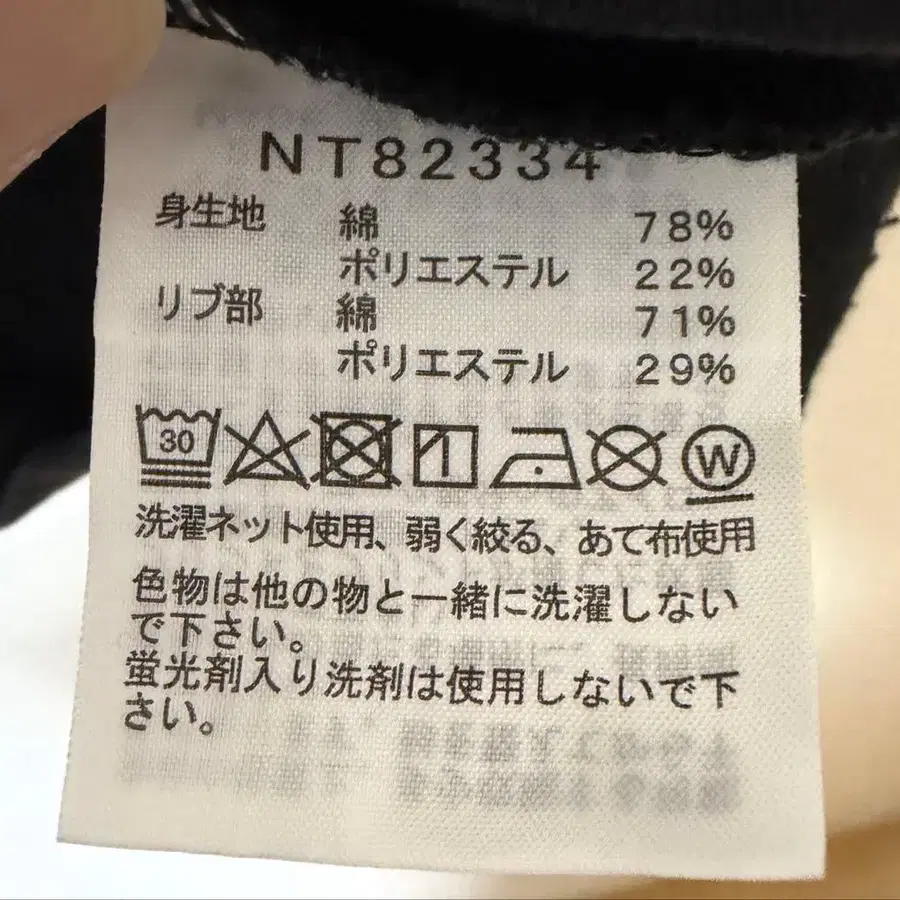 NT82334
身生地 綿 78%
ポリエステル 22%
リブ部 綿 71%
ポリエステル 29%
30 W
洗濯ネット使用、弱く絞る、あて布使用
色物は他の物と一緒に洗濯しない
で下さい。
蛍光剤入り洗剤は使用しないで下
さい。